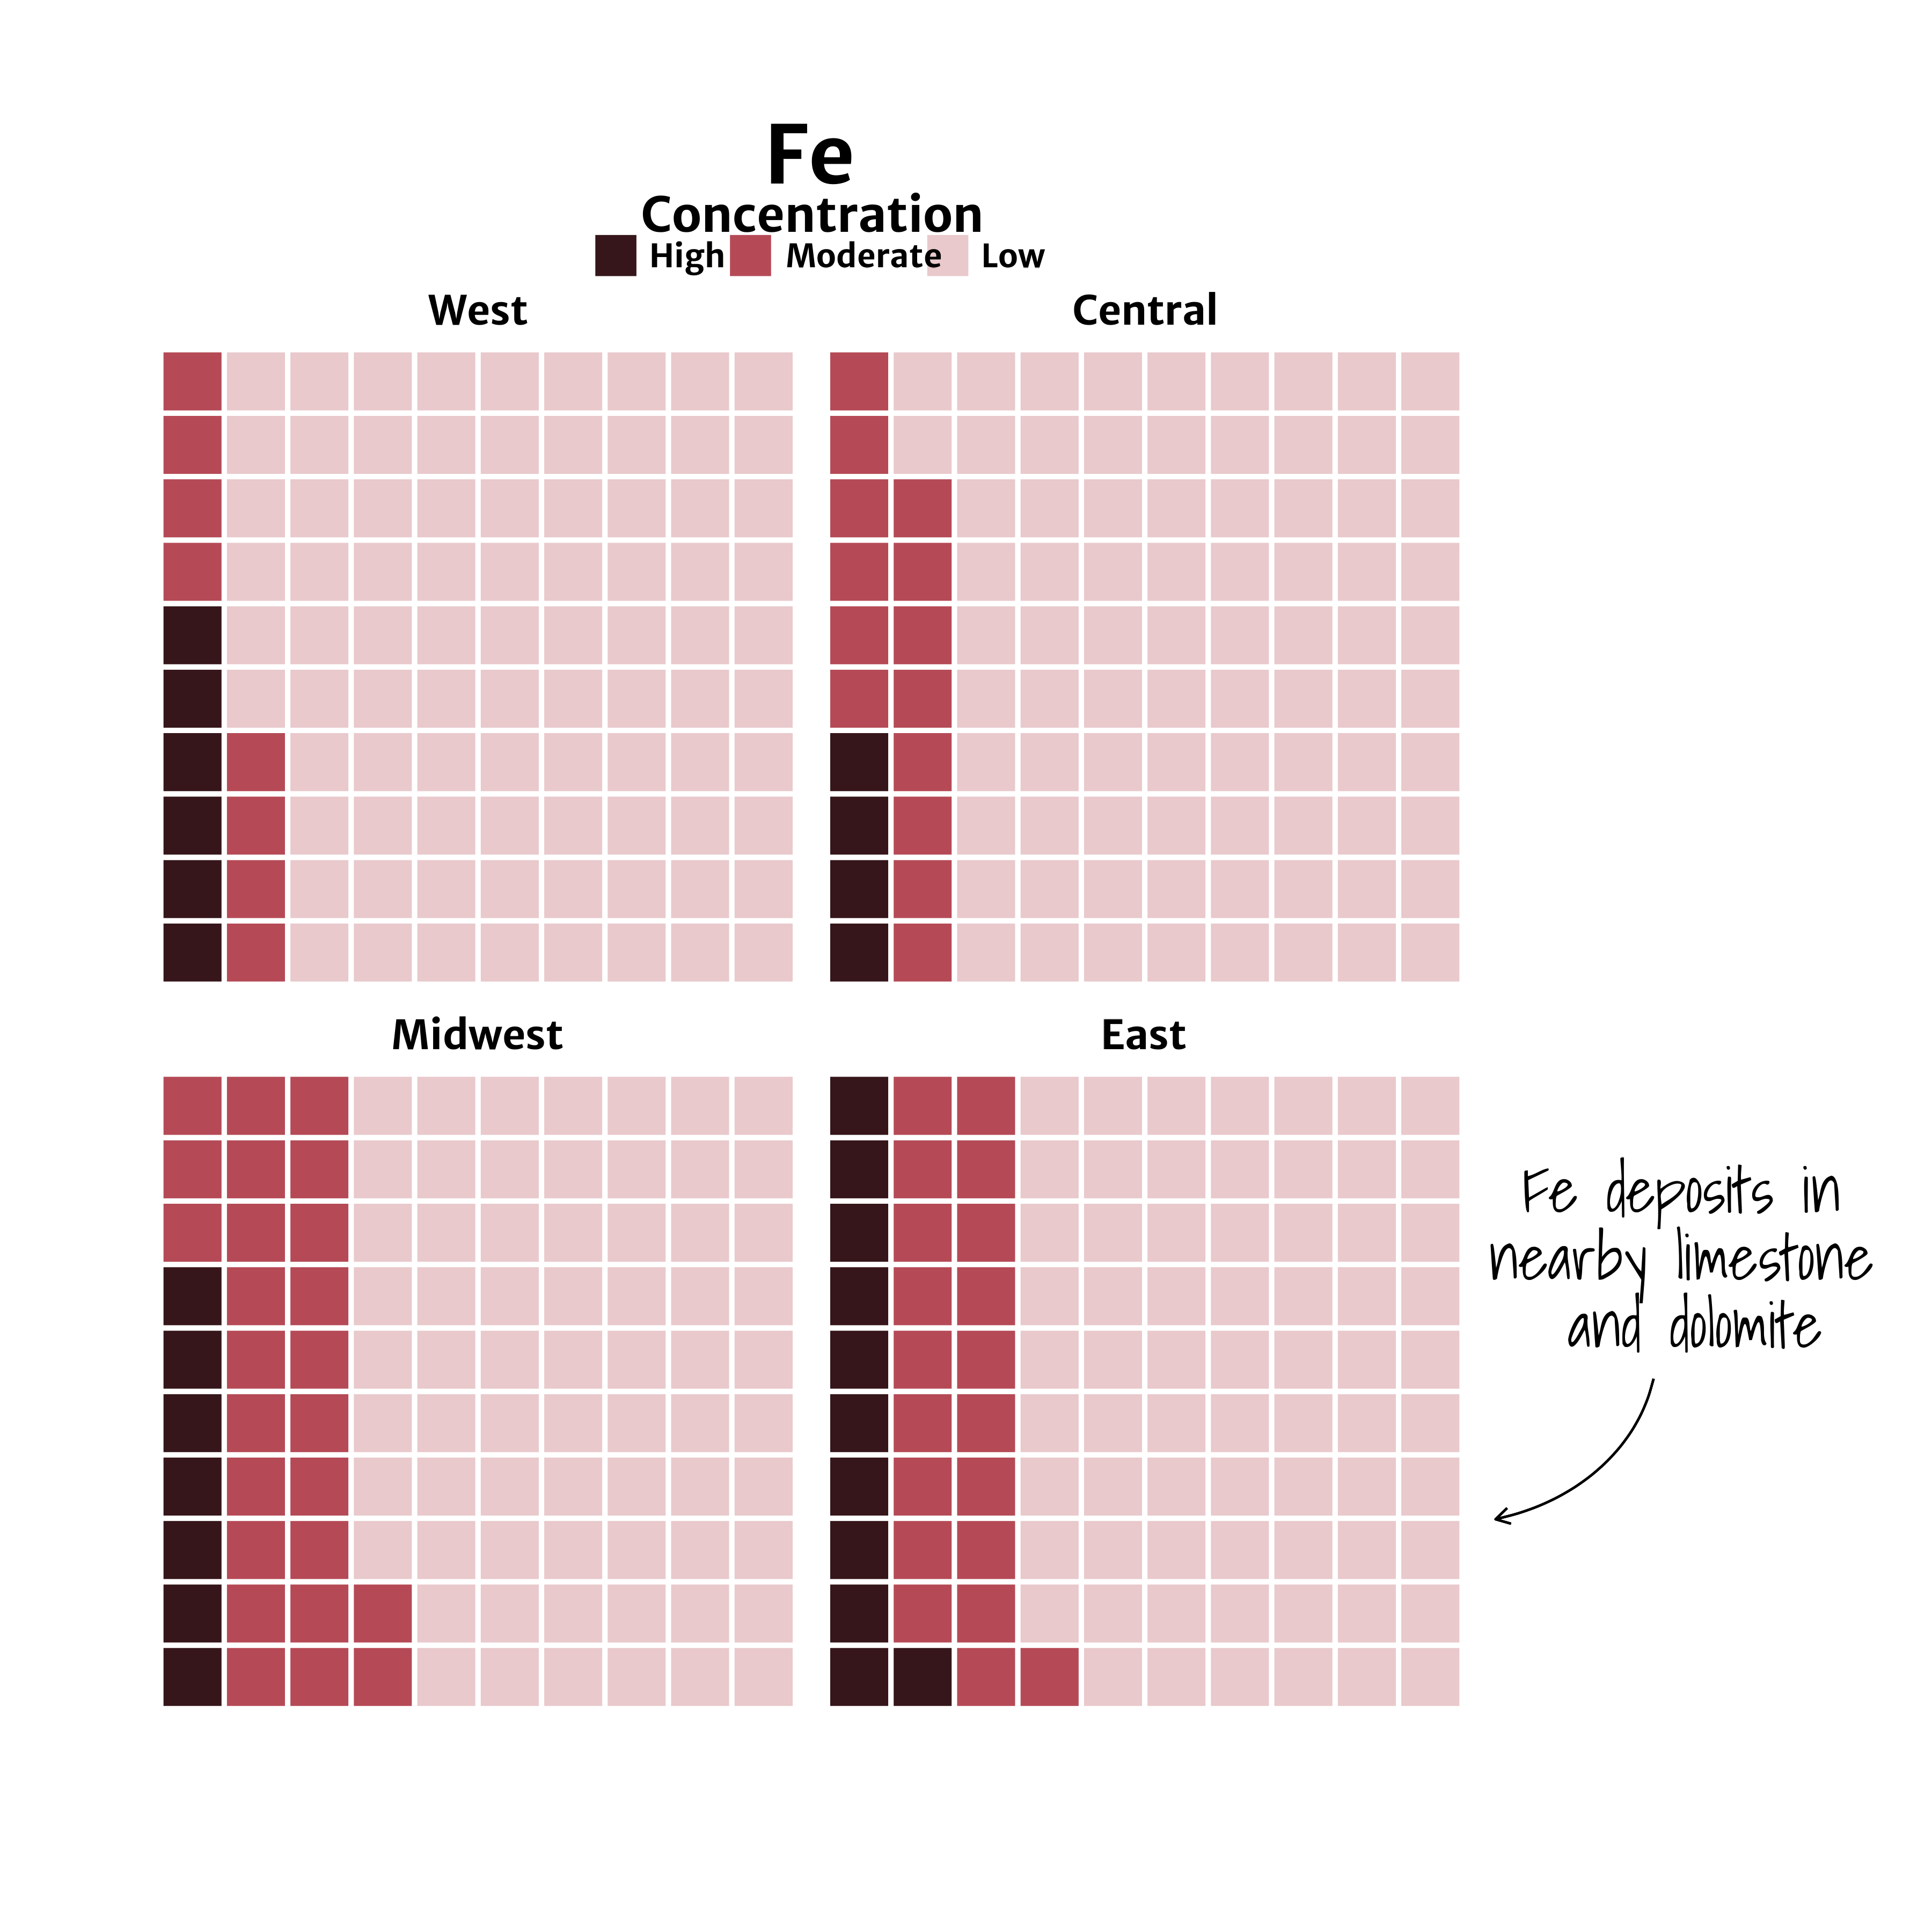 Fe
Concentration
High Moderate Low
West Central
Midwest East
Fe deposits in
nearby limestone
and dolomite